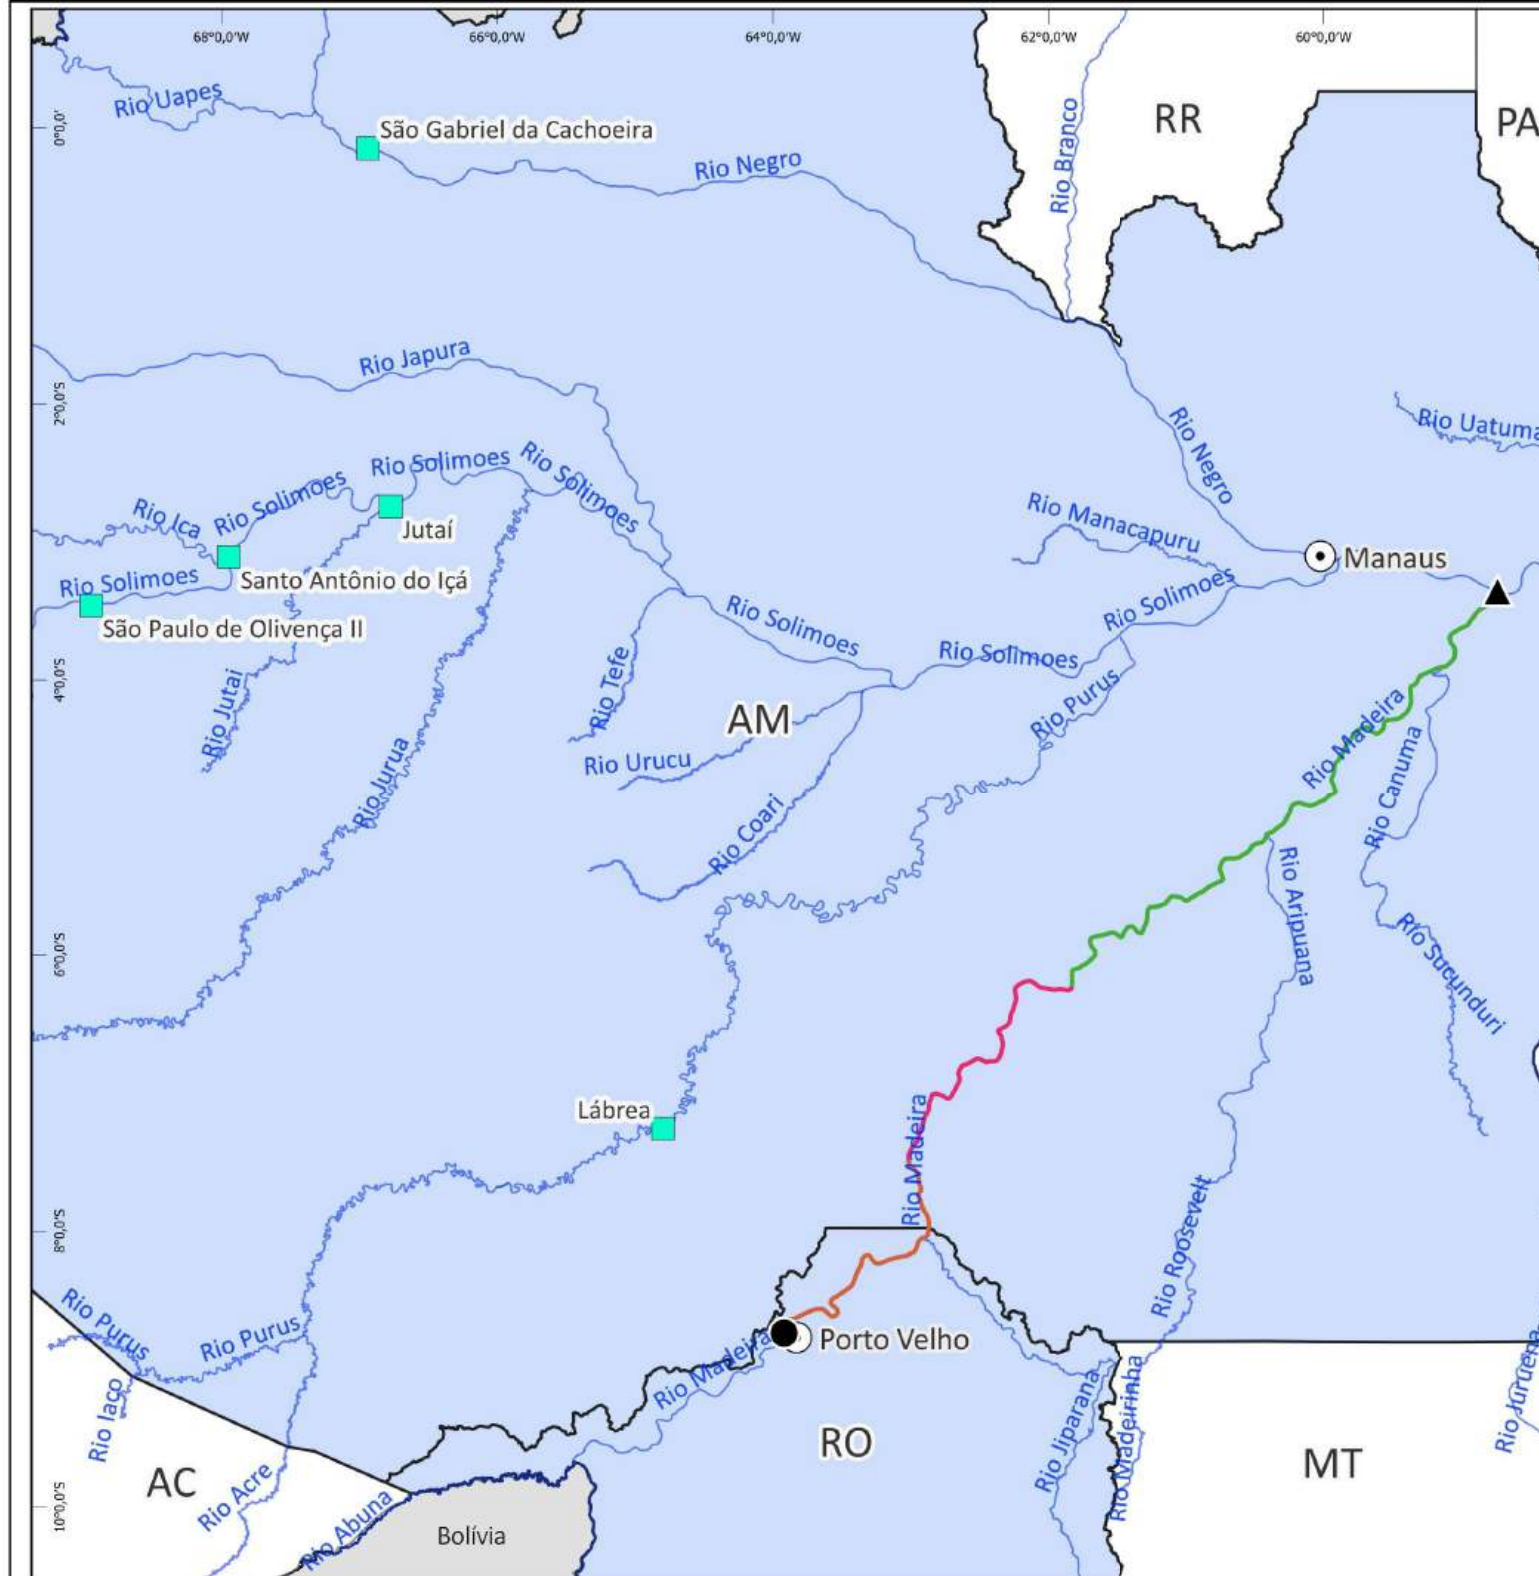 68°0,0'W
66°0,0'W
64°0,0'W
62°0,0'W
60°0,0'W
0°0,0'
2°0,0'S
4°0,0'S
6°0,0'S
8°0,0'S
10°0,0'S
Rio Uapes
São Gabriel da Cachoeira
Rio Negro
Rio Branco
RR
PA
Rio Japura
Rio Negro
Rio Uatuma
Rio Solimoes
Rio Solimoes
Rio Solimoes
Rio Ica
Jutaí
Rio Manacapuru
Manaus
Rio Solimoes
Santo Antônio do Içá
São Paulo de Olivença II
Rio Solimoes
Rio Solimoes
Rio Solimoes
Rio Tefe
Rio Jutai
AM
Rio Purus
Rio Madeira
Rio Canuma
Rio Urucu
Rio Jurua
Rio Coari
Rio Aripuana
Rio Sucunduri
Lábrea
Rio Madeira
Rio Roosevelt
Rio Purus
Rio Purus
Porto Velho
Rio Madeira
Rio Iaco
Rio Jiparana
Rio Madeirinha
Rio Juruena
RO
MT
AC
Rio Acre
Rio Abuna
Bolívia